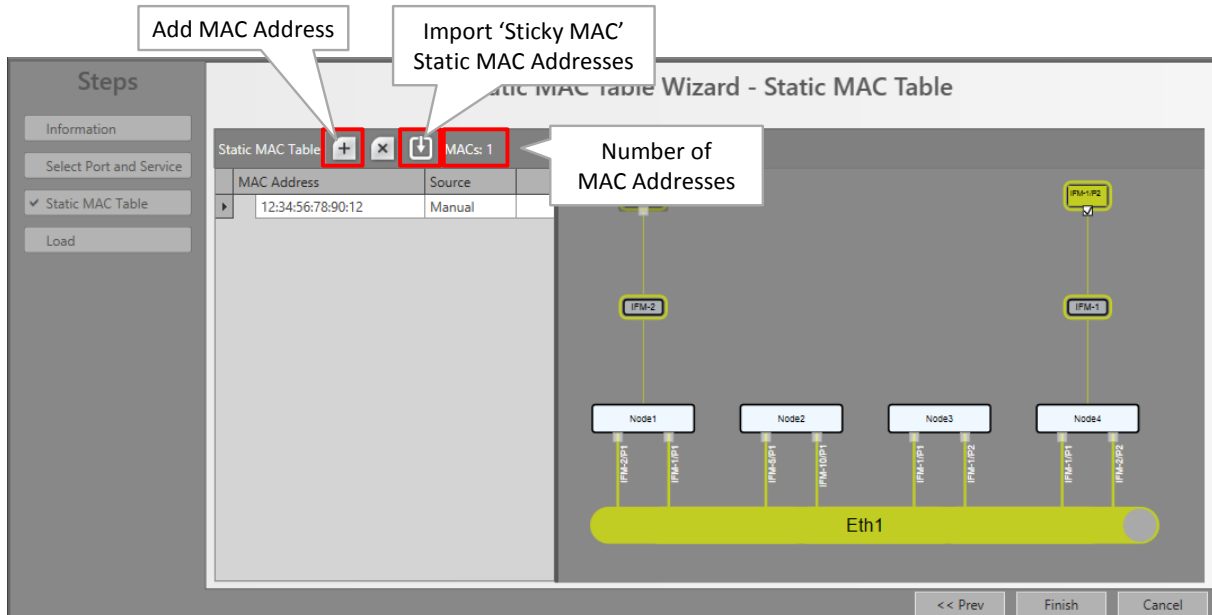 Add MAC Address
Import ‘Sticky MAC’
Static MAC Addresses
Steps
Static MAC Table Wizard - Static MAC Table
Information
Select Port and Service
Static MAC Table
Load
Static MAC Table
MACs: 1
Number of
MAC Addresses
MAC Address Source
12:34:56:78:90:12 Manual
IFM-1/P2
IFM-2
IFM-1
Node1
Node2
Node3
Node4
IFM-2/P1
IFM-1/P1
IFM-5/P1
IFM-10/P1
IFM-1/P1
IFM-1/P2
IFM-1/P1
IFM-2/P2
Eth1
<< Prev
Finish
Cancel